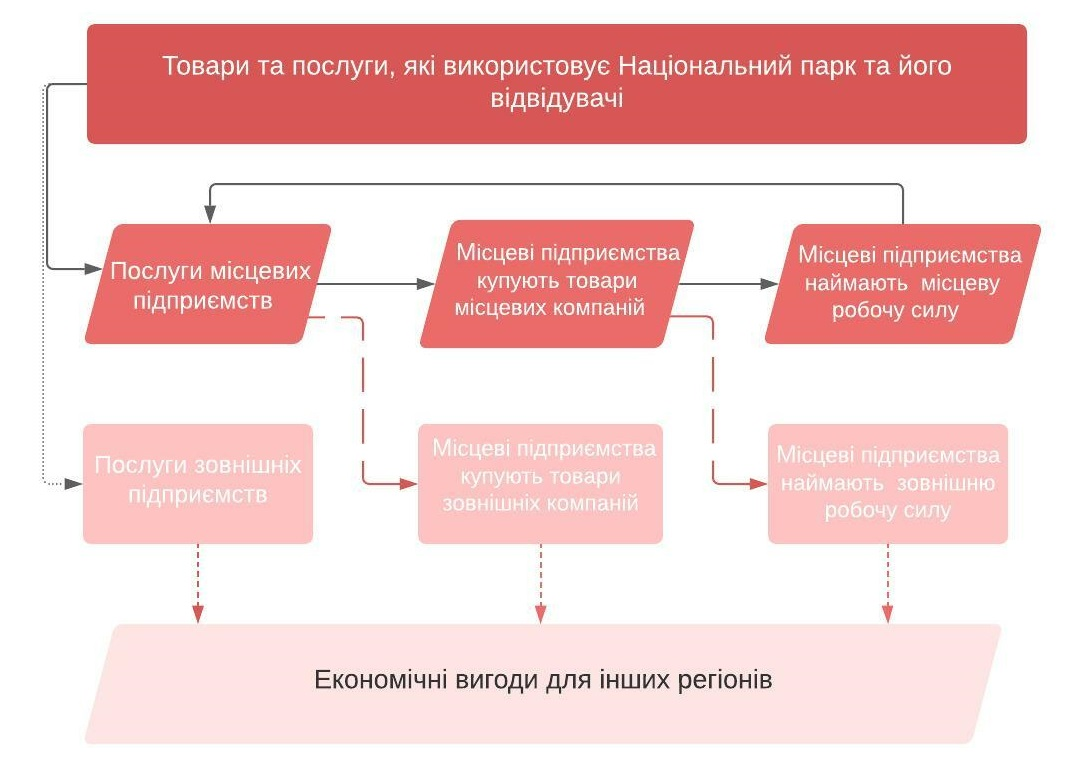 Товари та послуги, які використовує Національний парк та його
відвідувачі
Послуги місцевих
підприємств
Місцеві підприємства
купують товари
місцевих компаній
Місцеві підприємства
наймають місцеву
робочу силу
Послуги зовнішніх
підприємств
Місцеві підприємства
купують товари
зовнішніх компаній
Місцеві підприємства
наймають зовнішню
робочу силу
Економічні вигоди для інших регіонів